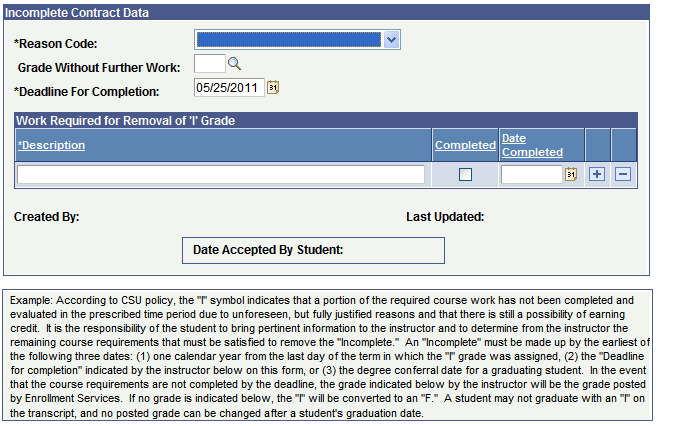 Incomplete Contract Data
*Reason Code:
Grade Without Further Work:
*Deadline For Completion: 05/25/2011 31
Work Required for Removal of 'I' Grade
*Description Completed Date Completed
31 + −
Created By: Last Updated:
Date Accepted By Student:
Example: According to CSU policy, the "I" symbol indicates that a portion of the required course work has not been completed and
evaluated in the prescribed time period due to unforeseen, but fully justified reasons and that there is still a possibility of earning
credit. It is the responsibility of the student to bring pertinent information to the instructor and to determine from the instructor the
remaining course requirements that must be satisfied to remove the "Incomplete." An "Incomplete" must be made up by the earliest of
the following three dates: (1) one calendar year from the last day of the term in which the "I" grade was assigned, (2) the "Deadline
for completion" indicated by the instructor below on this form, or (3) the degree conferral date for a graduating student. In the event
that the course requirements are not completed by the deadline, the grade indicated below by the instructor will be the grade posted
by Enrollment Services. If no grade is indicated below, the "I" will be converted to an "F." A student may not graduate with an "I" on
the transcript, and no posted grade can be changed after a student's graduation date.